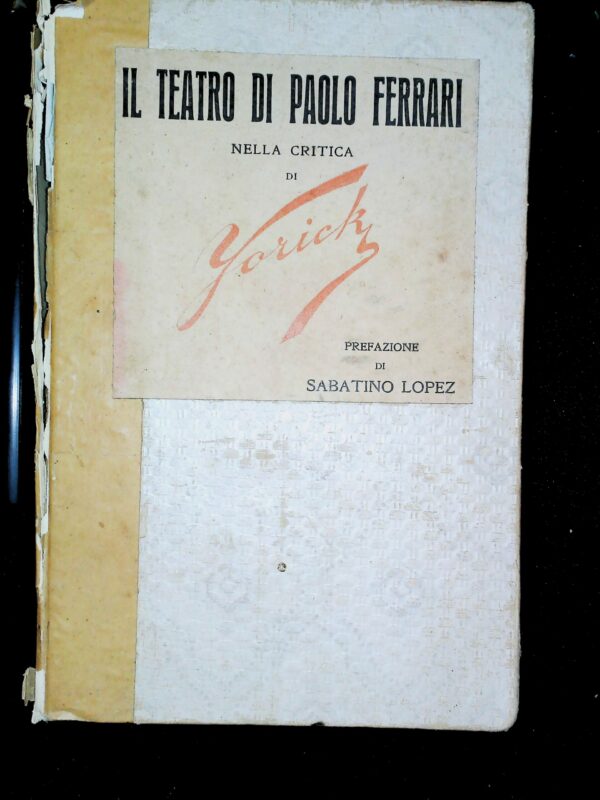 IL TEATRO DI PAOLO FERRARI
NELLA CRITICA
DI
Yorick
PREFAZIONE
DI
SABATINO LOPEZ